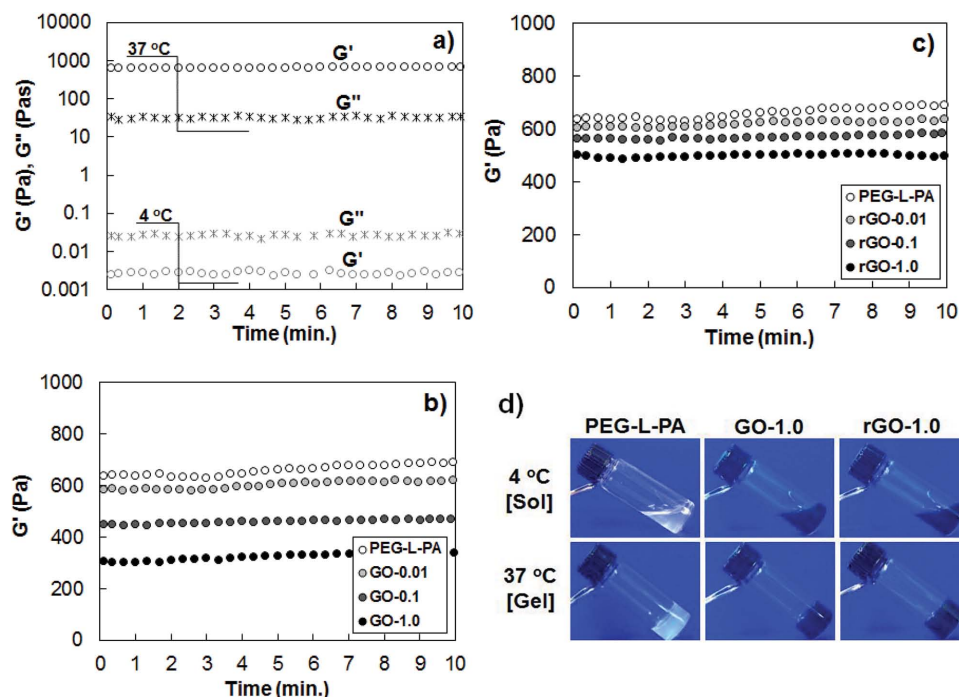 a)
G' (Pa), G" (Pas)
10000
1000
100
10
1
0.1
0.01
0.001
37 °C
G'
G"
4 °C
G"
G'
0 1 2 3 4 5 6 7 8 9 10
Time (min.)
c)
G' (Pa)
1000
800
600
400
200
0
PEG-L-PA
rGO-0.01
rGO-0.1
rGO-1.0
0 1 2 3 4 5 6 7 8 9 10
Time (min.)
b)
G' (Pa)
1000
800
600
400
200
0
PEG-L-PA
GO-0.01
GO-0.1
GO-1.0
0 1 2 3 4 5 6 7 8 9 10
Time (min.)
d)
PEG-L-PA GO-1.0 rGO-1.0
4 °C
[Sol]
37 °C
[Gel]